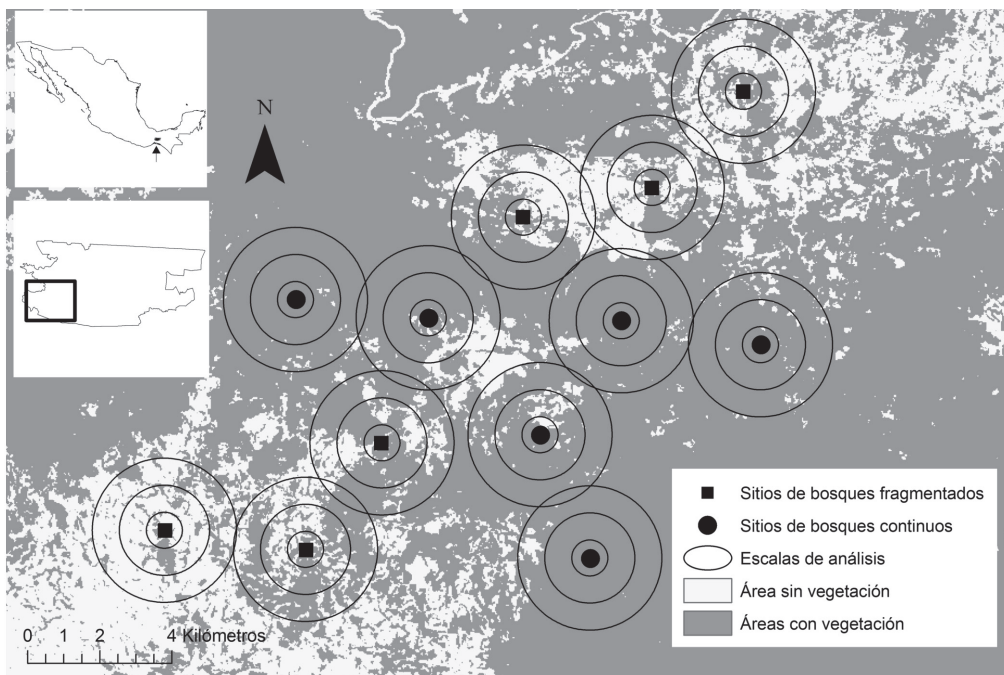 N
Sitios de bosques fragmentados
Sitios de bosques continuos
Escalas de análisis
Área sin vegetación
Áreas con vegetación
0 1 2 4 Kilómetros